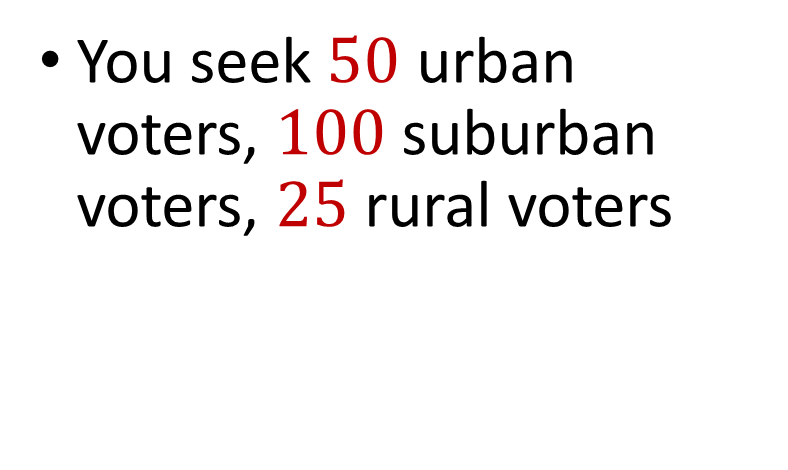 • You seek 50 urban
voters, 100 suburban
voters, 25 rural voters